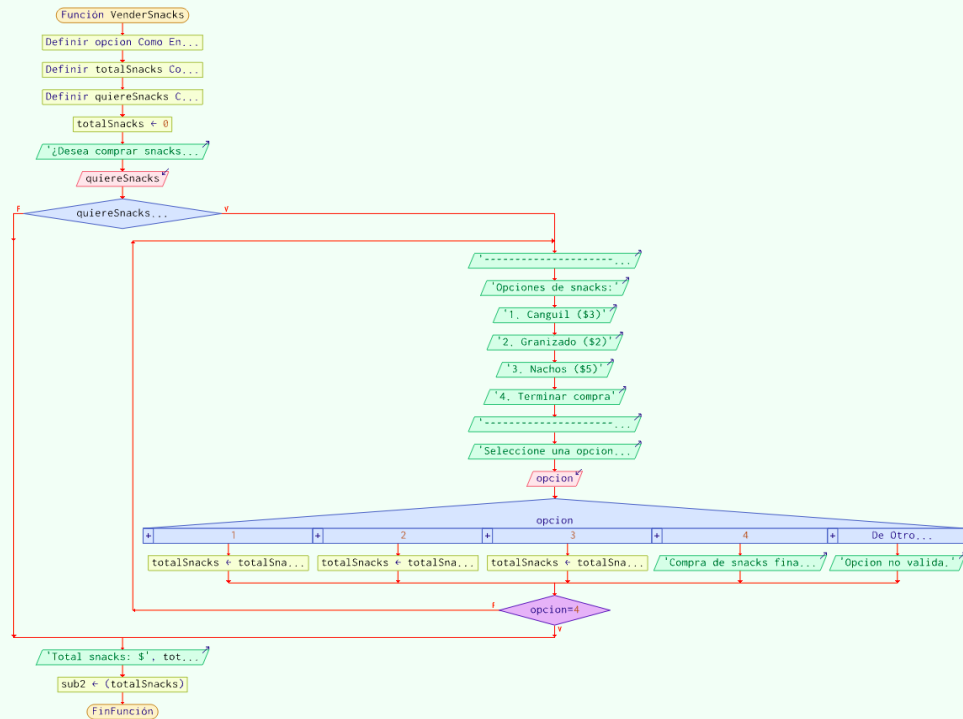 Función VenderSnacks
Definir opcion Como En...
Definir totalSnacks Co...
Definir quiereSnacks C...
totalSnacks ← 0
'¿Desea comprar snacks...
quiereSnacks
F
quiereSnacks...
V
'---------------------...
'Opciones de snacks:'
'1. Canguil ($3)'
'2. Granizado ($2)'
'3. Nachos ($5)'
'4. Terminar compra'
'---------------------...
'Seleccione una opcion...
opcion
opcion
+ 1 + 2 + 3 + 4 + De Otro...
totalSnacks ← totalSna... totalSnacks ← totalSna... totalSnacks ← totalSna... 'Compra de snacks fina... 'Opcion no valida.'
F
opcion=4
V
'Total snacks: $', tot...
sub2 ← (totalSnacks)
FinFunción